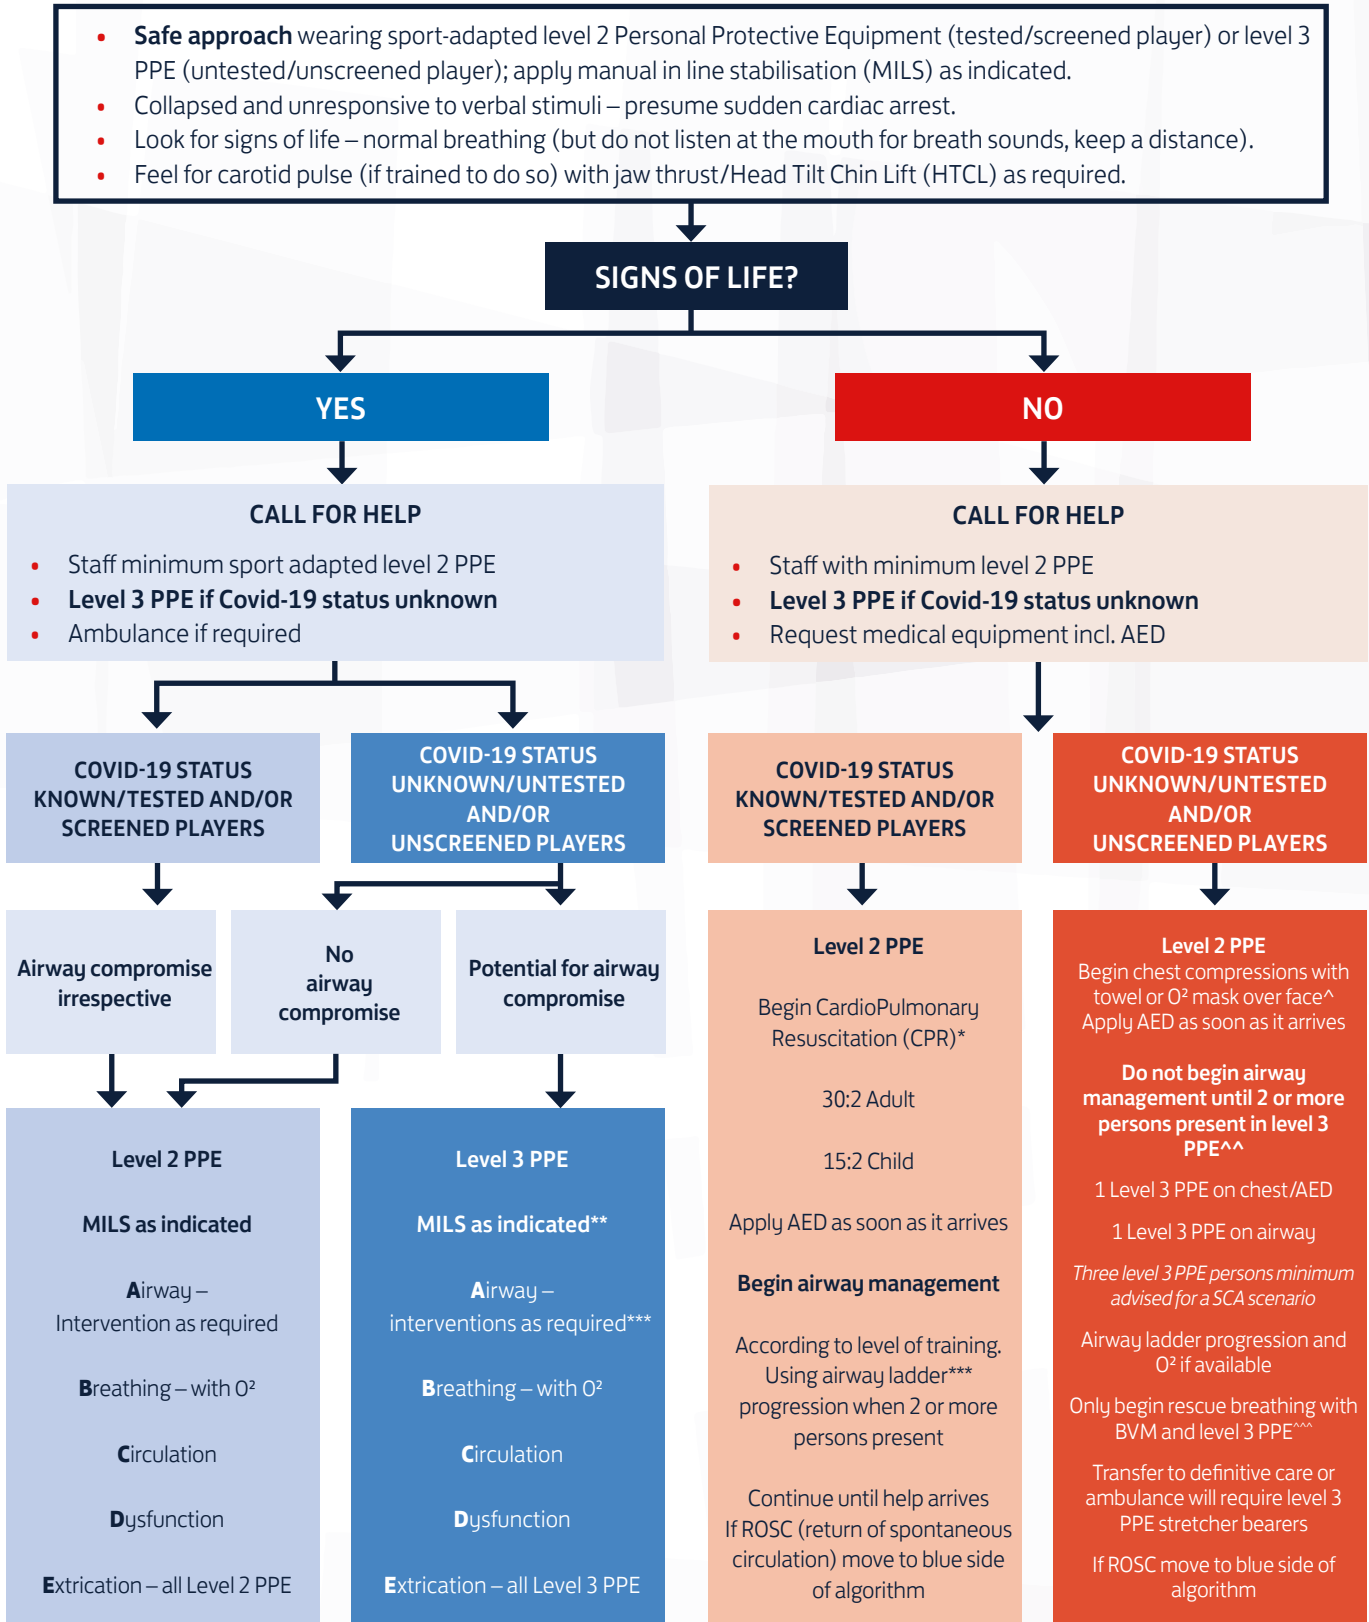 • Safe approach wearing sport-adapted level 2 Personal Protective Equipment (tested/screened player) or level 3
PPE (untested/unscreened player); apply manual in line stabilisation (MILS) as indicated.
• Collapsed and unresponsive to verbal stimuli – presume sudden cardiac arrest.
• Look for signs of life – normal breathing (but do not listen at the mouth for breath sounds, keep a distance).
• Feel for carotid pulse (if trained to do so) with jaw thrust/Head Tilt Chin Lift (HTCL) as required.
SIGNS OF LIFE?
YES
CALL FOR HELP
• Staff minimum sport adapted level 2 PPE
• Level 3 PPE if Covid-19 status unknown
• Ambulance if required
COVID-19 STATUS
KNOWN/TESTED AND/OR
SCREENED PLAYERS
COVID-19 STATUS
UNKNOWN/UNTESTED
AND/OR
UNSCREENED PLAYERS
Airway compromise
irrespective
No
airway
compromise
Potential for airway
compromise
Level 2 PPE
MILS as indicated
Airway –
Intervention as required
Breathing – with O²
Circulation
Dysfunction
Extrication – all Level 2 PPE
Level 3 PPE
MILS as indicated**
Airway –
interventions as required***
Breathing – with O²
Circulation
Dysfunction
Extrication – all Level 3 PPE
NO
CALL FOR HELP
• Staff with minimum level 2 PPE
• Level 3 PPE if Covid-19 status unknown
• Request medical equipment incl. AED
COVID-19 STATUS
KNOWN/TESTED AND/OR
SCREENED PLAYERS
COVID-19 STATUS
UNKNOWN/UNTESTED
AND/OR
UNSCREENED PLAYERS
Level 2 PPE
Begin CardioPulmonary
Resuscitation (CPR)*
30:2 Adult
15:2 Child
Apply AED as soon as it arrives
Begin airway management
According to level of training.
Using airway ladder***
progression when 2 or more
persons present
Continue until help arrives
If ROSC (return of spontaneous
circulation) move to blue side
of algorithm
Level 2 PPE
Begin chest compressions with
towel or O² mask over face^
Apply AED as soon as it arrives
Do not begin airway
management until 2 or more
persons present in level 3
PPE^^
1 Level 3 PPE on chest/AED
1 Level 3 PPE on airway
Three level 3 PPE persons minimum
advised for a SCA scenario
Airway ladder progression and
O² if available
Only begin rescue breathing with
BVM and level 3 PPE^^^
Transfer to definitive care or
ambulance will require level 3
PPE stretcher bearers
If ROSC move to blue side of
algorithm